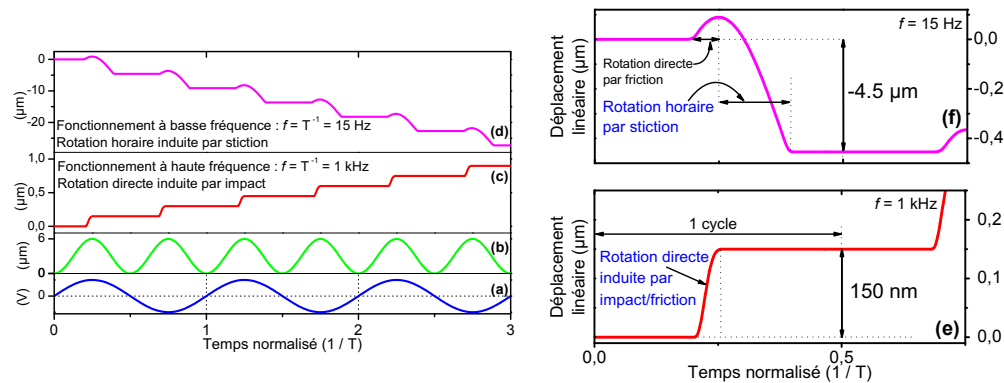 0
-10
-20
(µm)
Fonctionnement à basse fréquence : f = T⁻¹ = 15 Hz
Rotation horaire induite par stiction
(d)
1,0
0,5
0,0
(µm)
Fonctionnement à haute fréquence : f = T⁻¹ = 1 kHz
Rotation directe induite par impact
(c)
6
0
(µm)
(b)
0
(V)
(a)
0 1 2 3
Temps normalisé (1 / T)
f = 15 Hz
Déplacement
linéaire (µm)
0,0
-0,2
-0,4
Rotation directe
par friction
Rotation horaire
par stiction
-4.5 µm
(f)
f = 1 kHz
Déplacement
linéaire (µm)
0,2
0,1
0,0
1 cycle
Rotation directe
induite par
impact/friction
150 nm
(e)
0,0 0,5
Temps normalisé (1 / T)